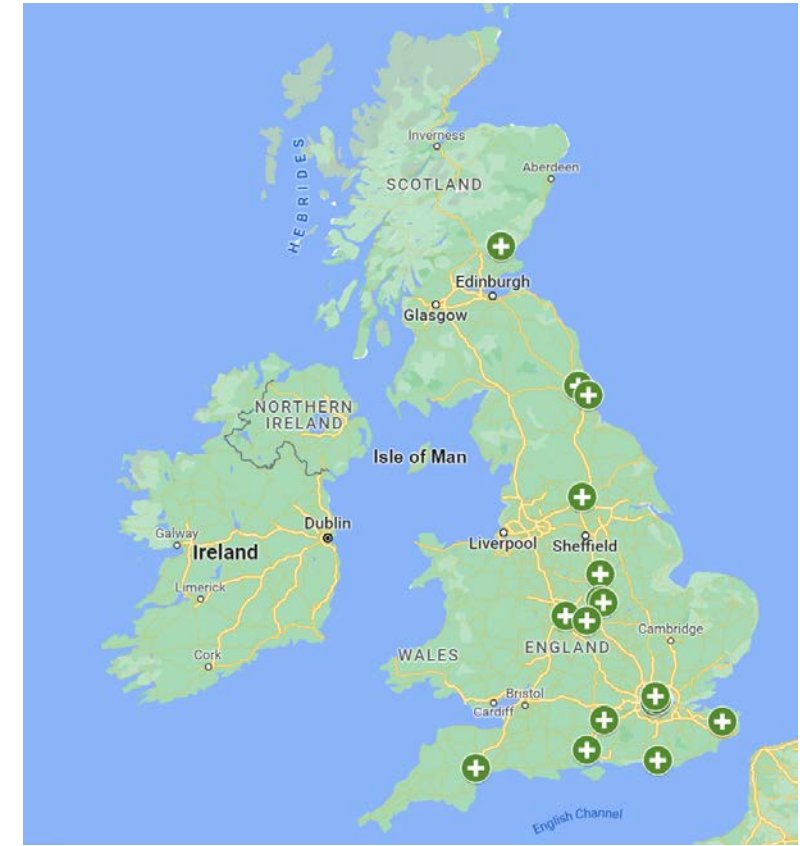 Inverness
Aberdeen
SCOTLAND
HEBRIDES
Edinburgh
Glasgow
NORTHERN
IRELAND
Isle of Man
Dublin
Galway
Ireland
Liverpool
Sheffield
Limerick
Cambridge
Cork
WALES
ENGLAND
Bristol
Cardiff
English Channel